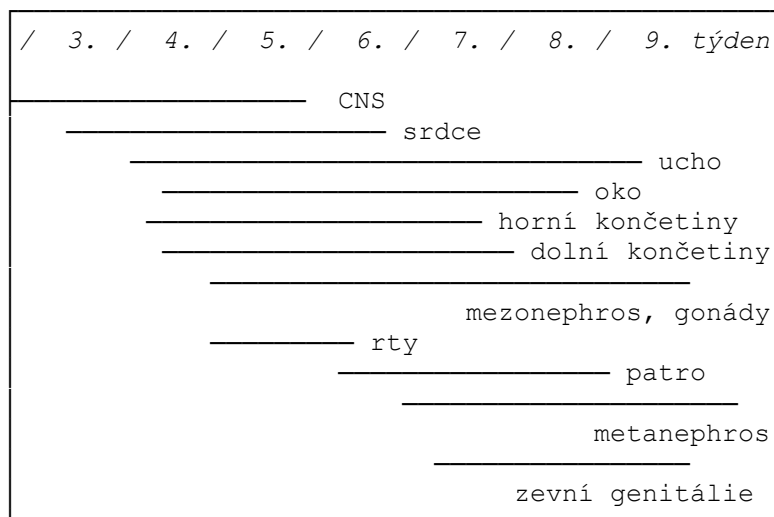 / 3. / 4. / 5. / 6. / 7. / 8. / 9. týden
CNS
srdce
ucho
oko
horní končetiny
dolní končetiny
mezonephros, gonády
rty
patro
metanephros
zevní genitálie